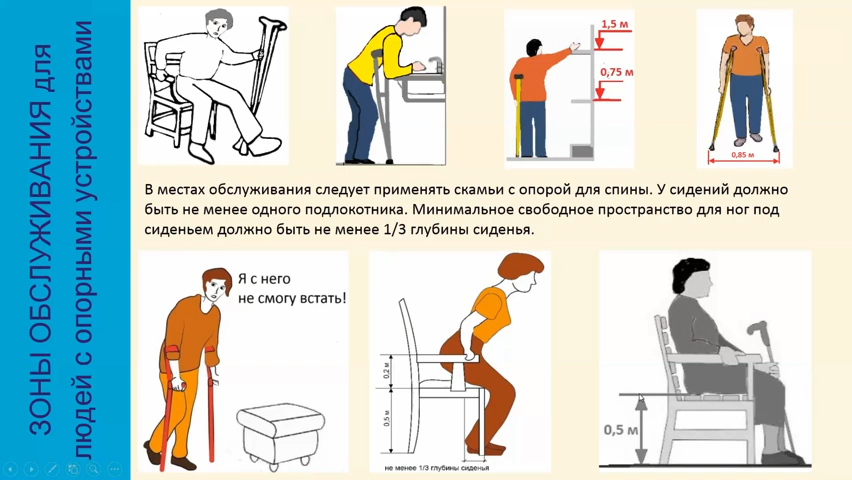 ЗОНЫ ОБСЛУЖИВАНИЯ для
людей с опорными устройствами
1,5 м
0,75 м
0,85 м
В местах обслуживания следует применять скамьи с опорой для спины. У сидений должно
быть не менее одного подлокотника. Минимальное свободное пространство для ног под
сиденьем должно быть не менее 1/3 глубины сиденья.
Я с него
не смогу встать!
0,2 м
0,5 м
не менее 1/3 глубины сиденья
0,5 м